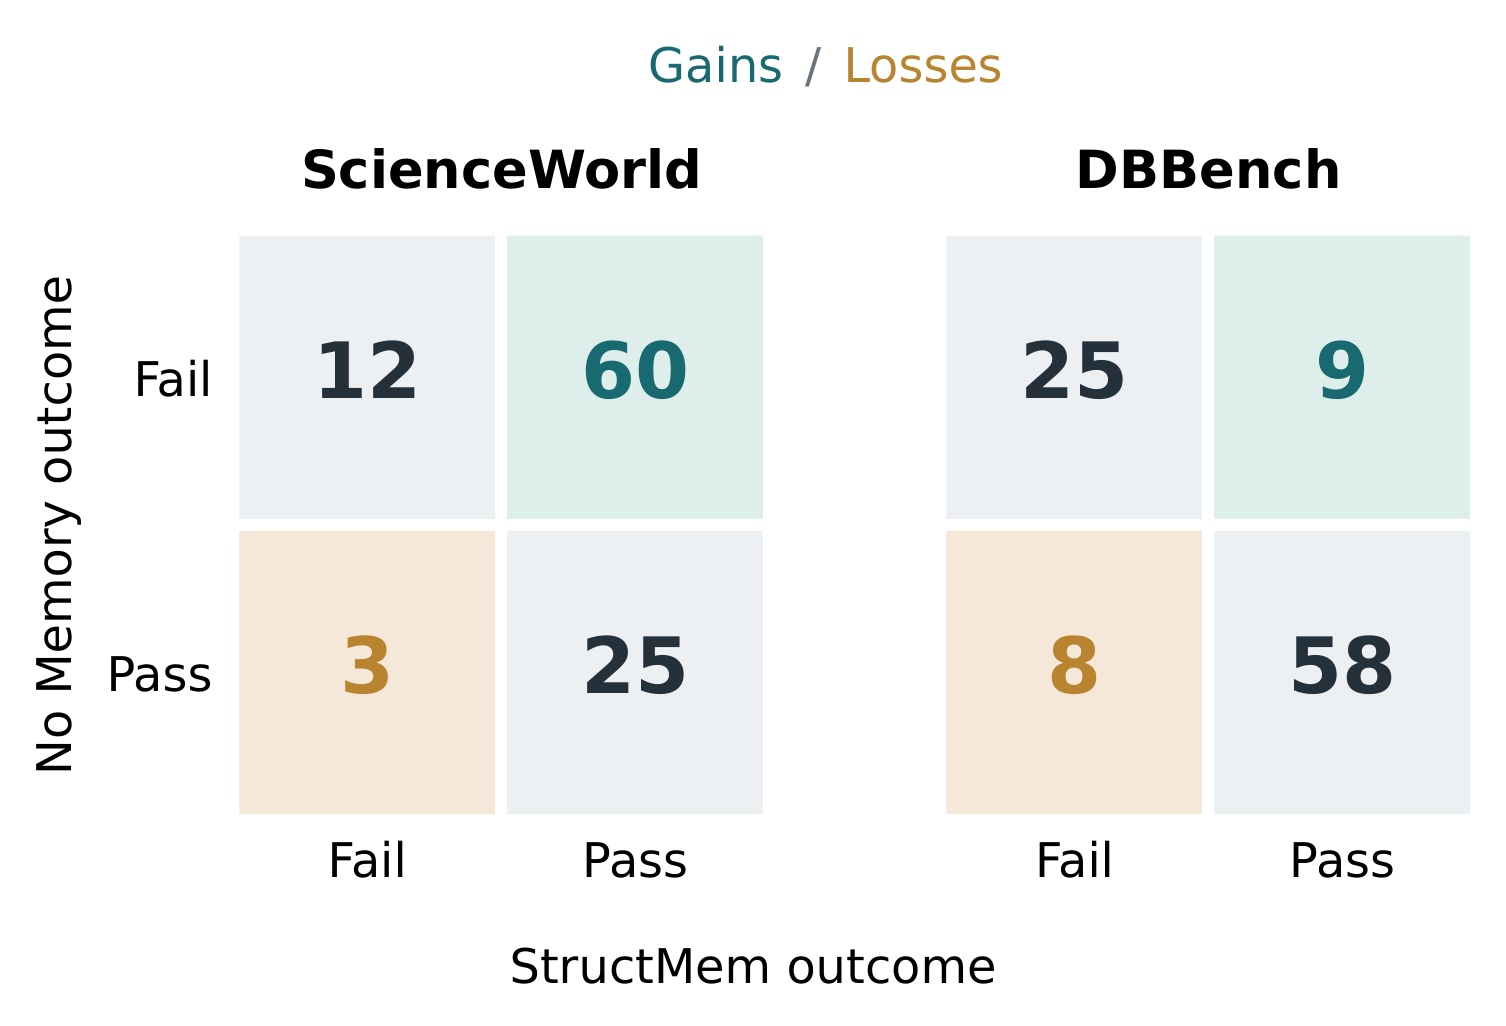 Gains / Losses
ScienceWorld
DBBench
No Memory outcome
Fail
12
60
25
9
Pass
3
25
8
58
Fail
Pass
Fail
Pass
StructMem outcome